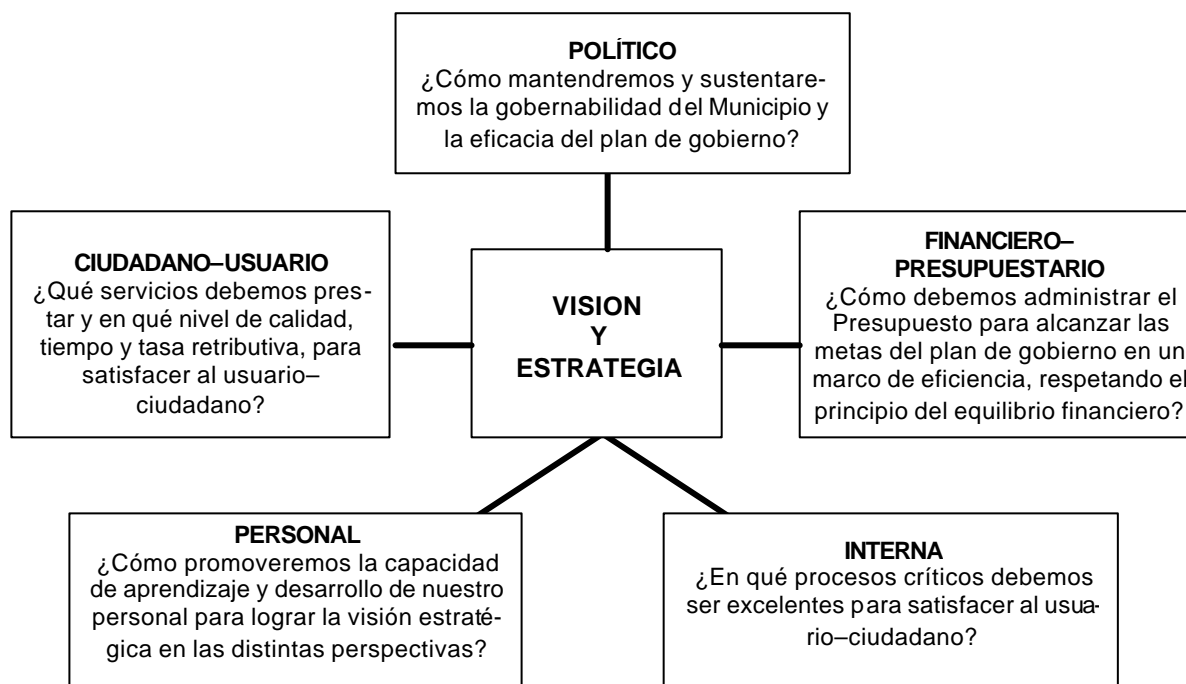 POLÍTICO
¿Cómo mantendremos y sustentare-
mos la gobernabilidad del Municipio y
la eficacia del plan de gobierno?
CIUDADANO–USUARIO
¿Qué servicios debemos pres-
tar y en qué nivel de calidad,
tiempo y tasa retributiva, para
satisfacer al usuario–
ciudadano?
VISION
Y
ESTRATEGIA
FINANCIERO–
PRESUPUESTARIO
¿Cómo debemos administrar el
Presupuesto para alcanzar las
metas del plan de gobierno en un
marco de eficiencia, respetando el
principio del equilibrio financiero?
PERSONAL
¿Cómo promoveremos la capacidad
de aprendizaje y desarrollo de nuestro
personal para lograr la visión estraté-
gica en las distintas perspectivas?
INTERNA
¿En qué procesos críticos debemos
ser excelentes para satisfacer al usua-
rio–ciudadano?